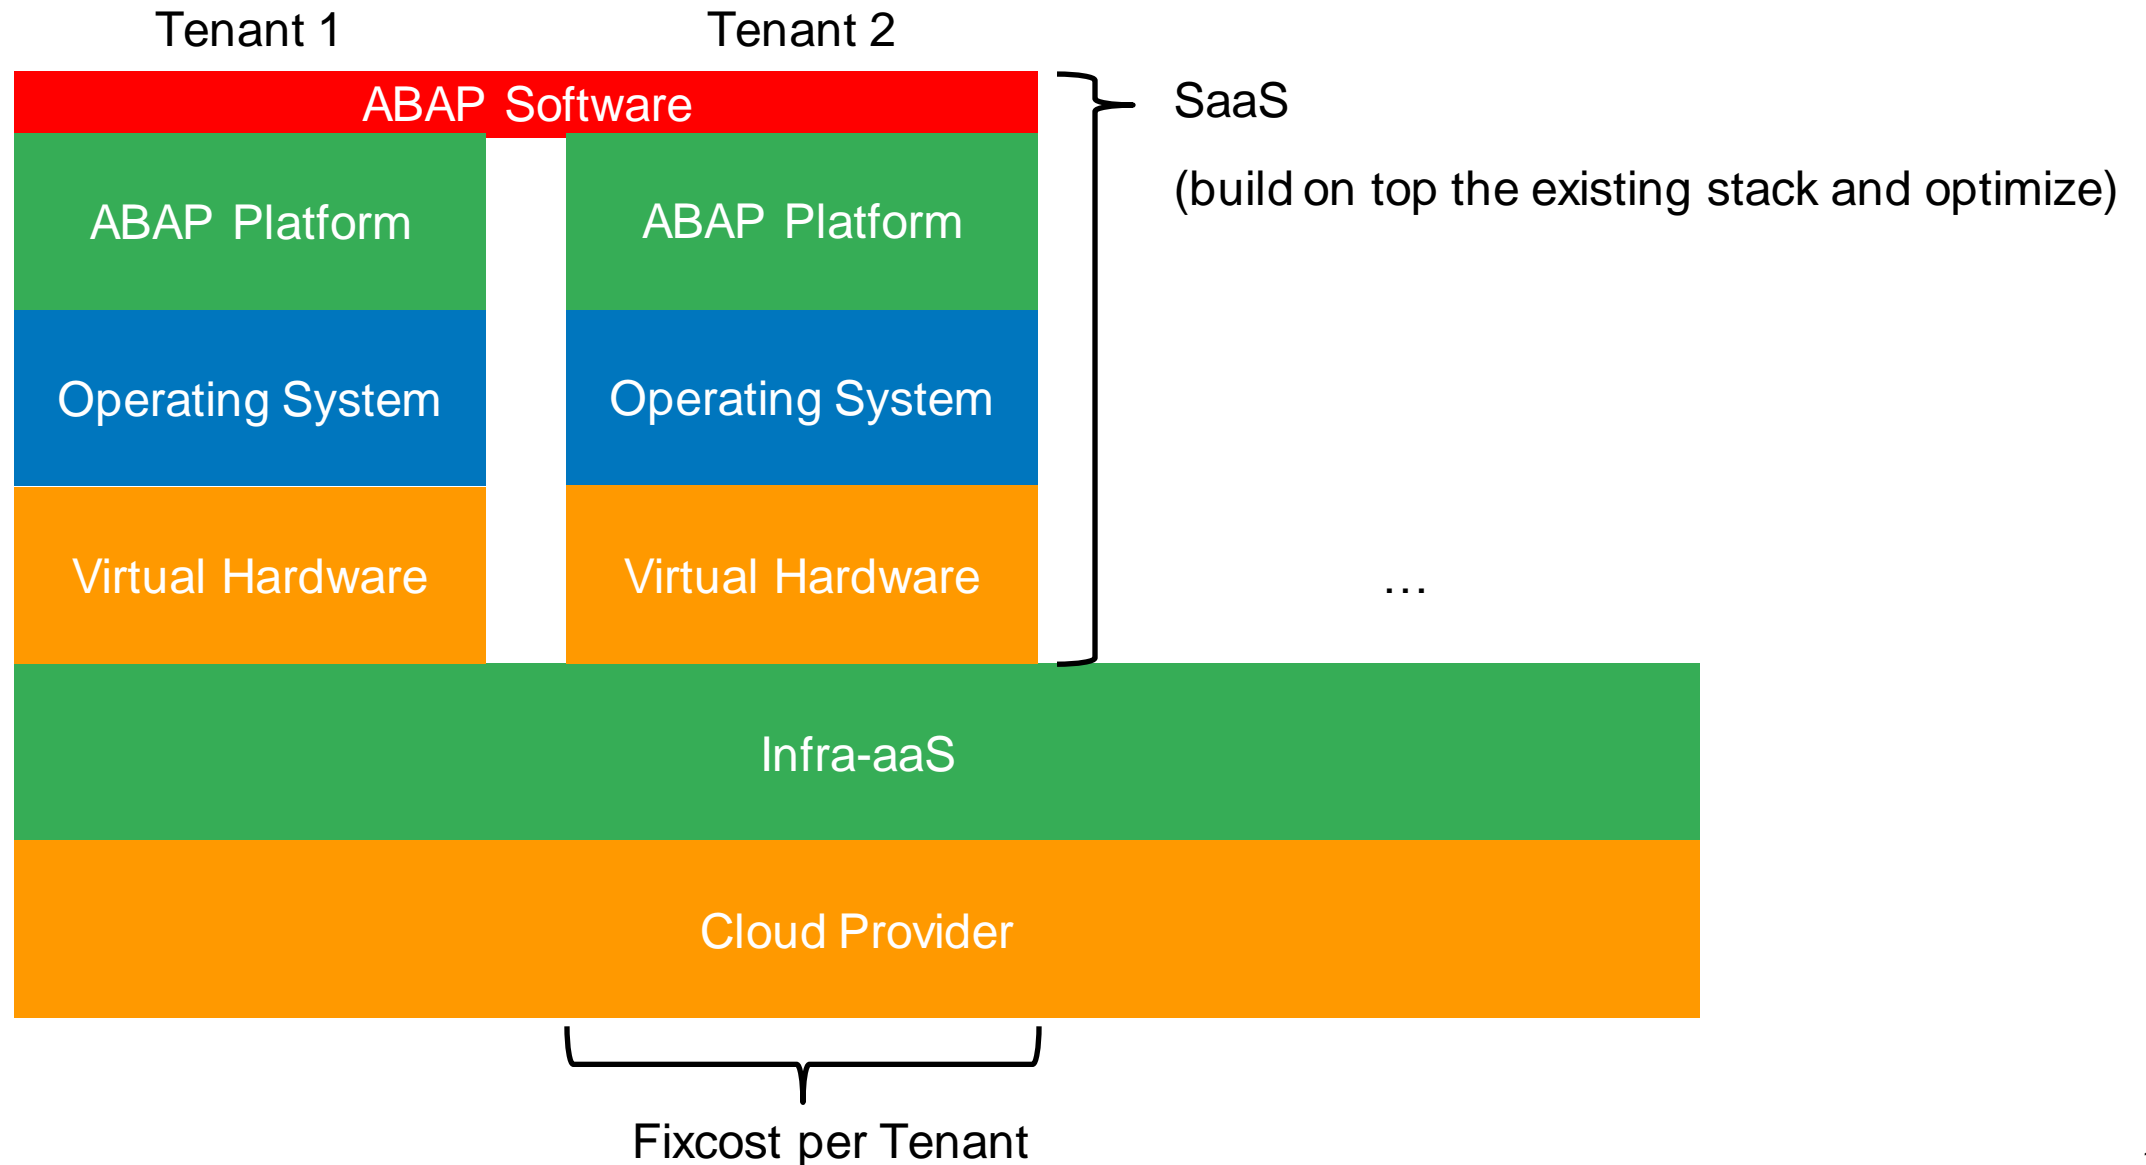 Tenant 1
Tenant 2
ABAP Software
SaaS
(build on top the existing stack and optimize)
ABAP Platform
ABAP Platform
Operating System
Operating System
Virtual Hardware
Virtual Hardware
…
Infra-aaS
Cloud Provider
Fixcost per Tenant